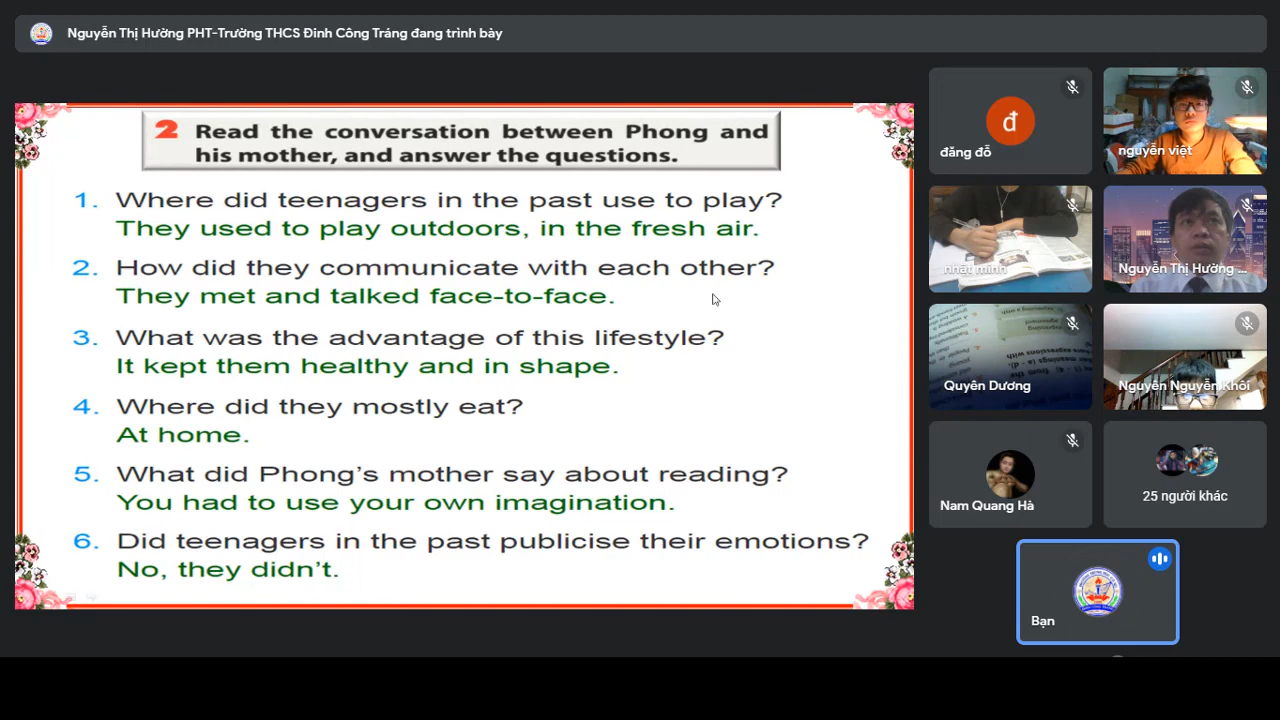 Nguyễn Thị Hường PHT-Trường THCS Đinh Công Tráng đang trình bày
2 Read the conversation between Phong and
his mother, and answer the questions.
1. Where did teenagers in the past use to play?
They used to play outdoors, in the fresh air.
2. How did they communicate with each other?
They met and talked face-to-face.
3. What was the advantage of this lifestyle?
It kept them healthy and in shape.
4. Where did they mostly eat?
At home.
5. What did Phong's mother say about reading?
You had to use your own imagination.
6. Did teenagers in the past publicise their emotions?
No, they didn't.
đ
đăng đỗ
nguyễn việt
nhật minh
Nguyễn Thị Hường ...
Quyên Dương
Nguyên Nguyễn Khôi
Nam Quang Hà
25 người khác
Bạn